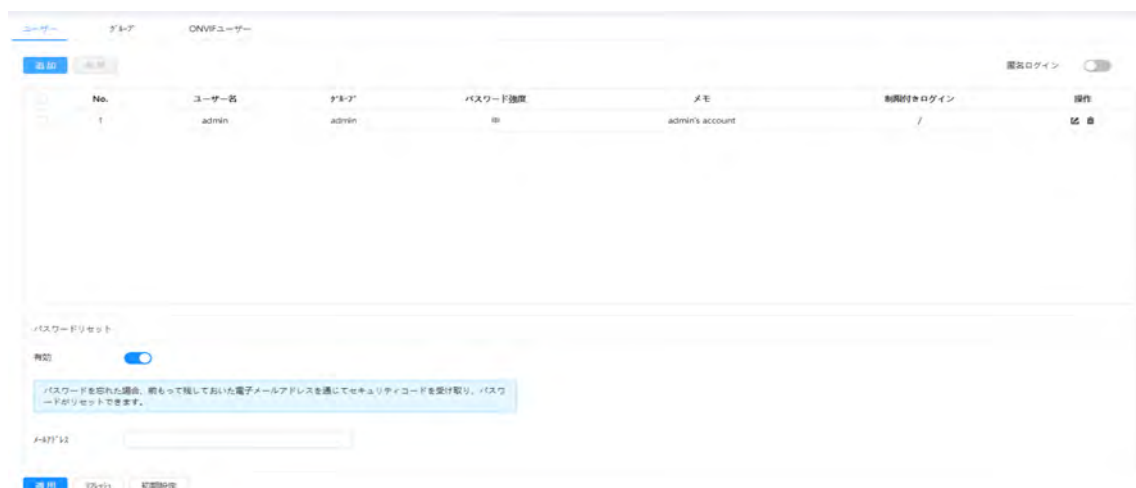 ユーザー ｸﾞﾙｰﾌﾟ ONVIFユーザー
追加 削除 匿名ログイン
No. ユーザー名 ｸﾞﾙｰﾌﾟ パスワード強度 メモ 制限付きログイン 操作
1 admin admin 中 admin's account /
パスワードリセット
有効
パスワードを忘れた場合、前もって残しておいた電子メールアドレスを通じてセキュリティコードを受け取り、パスワ
ードがリセットできます。
ﾒｰﾙｱﾄﾞﾚｽ
適用 ﾘﾌﾚｯｼｭ 初期設定